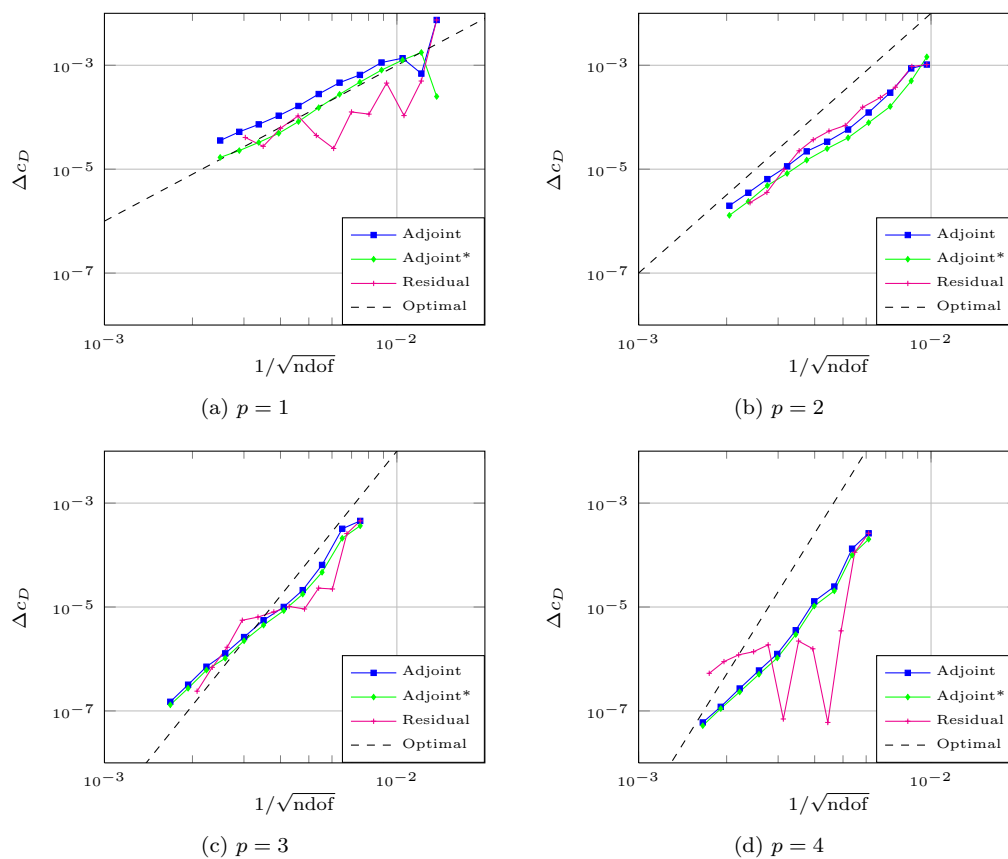 10^{-3}
10^{-5}
10^{-7}
Δc_D
Adjoint
Adjoint*
Residual
Optimal
10^{-3}
10^{-2}
1/√ndof
(a) p = 1
10^{-3}
10^{-5}
10^{-7}
Δc_D
Adjoint
Adjoint*
Residual
Optimal
10^{-3}
10^{-2}
1/√ndof
(b) p = 2
10^{-3}
10^{-5}
10^{-7}
Δc_D
Adjoint
Adjoint*
Residual
Optimal
10^{-3}
10^{-2}
1/√ndof
(c) p = 3
10^{-3}
10^{-5}
10^{-7}
Δc_D
Adjoint
Adjoint*
Residual
Optimal
10^{-3}
10^{-2}
1/√ndof
(d) p = 4